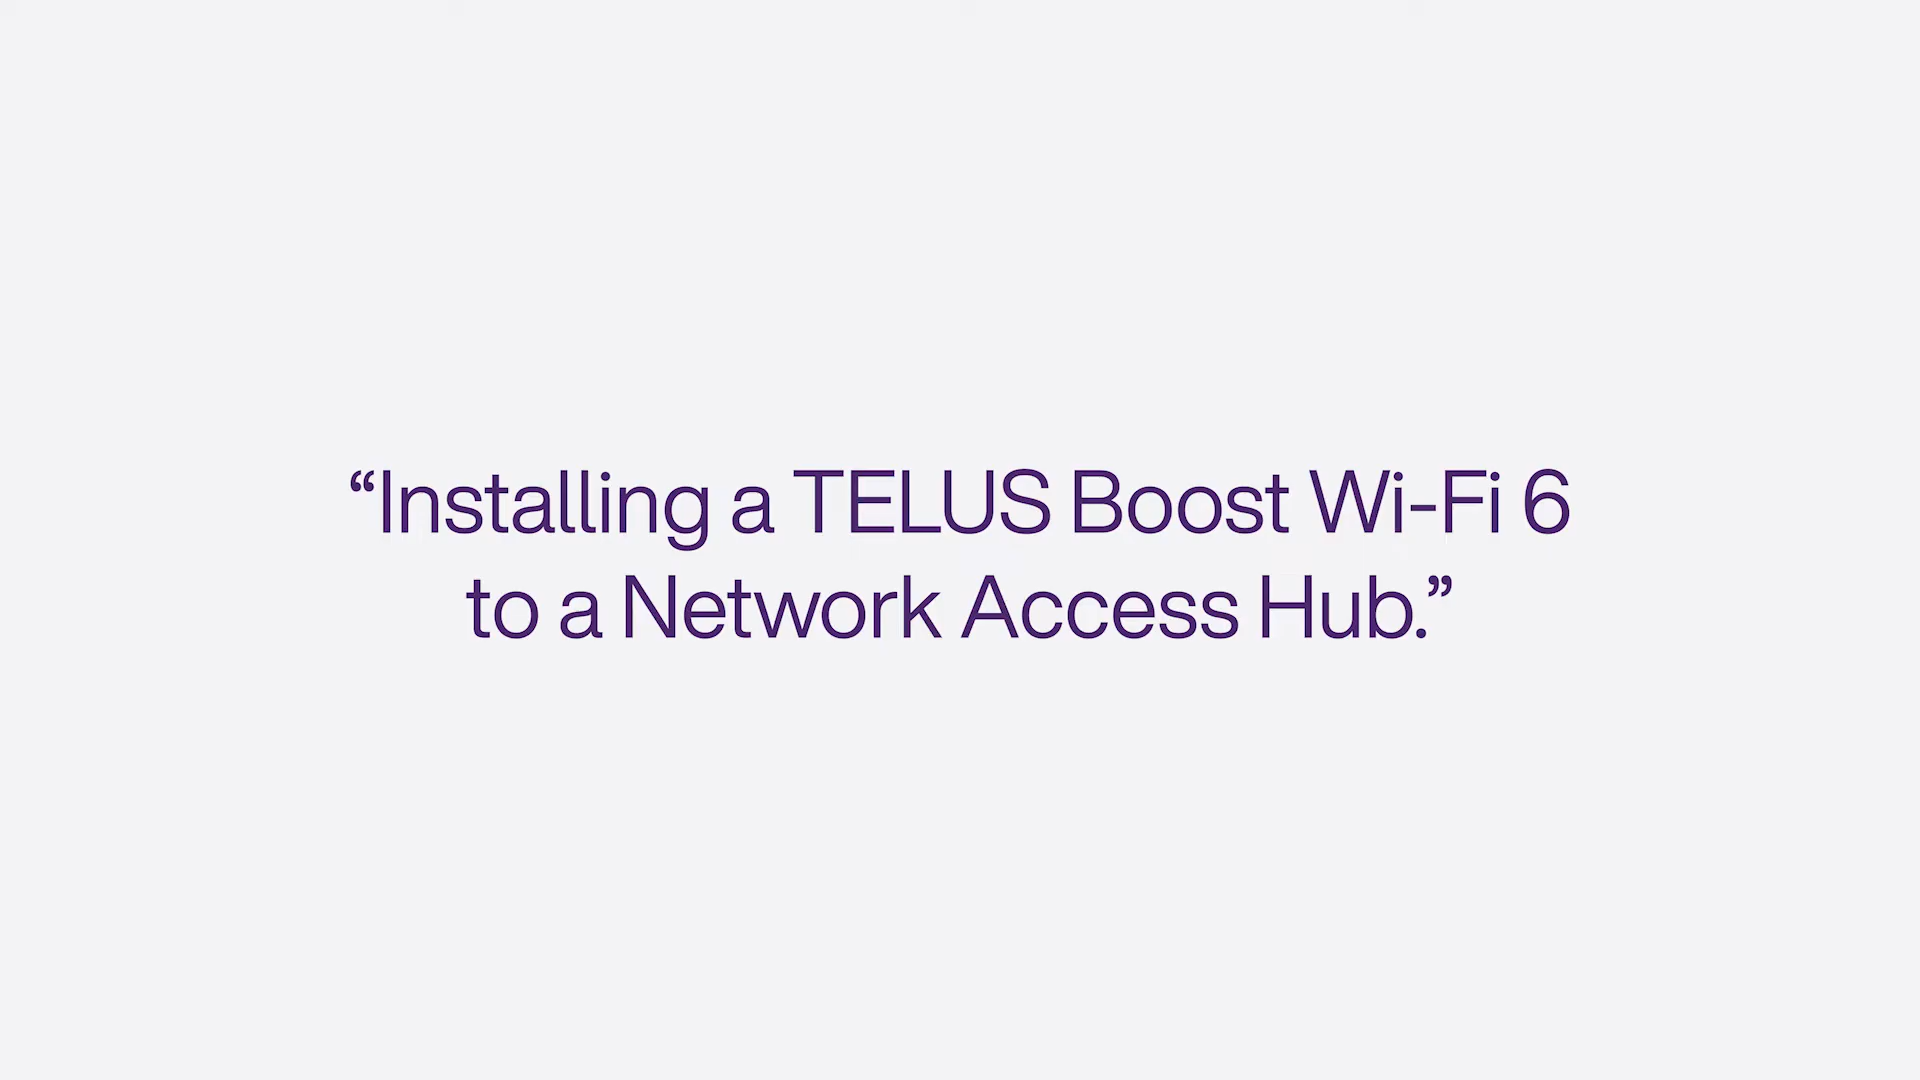 “Installing a TELUS Boost Wi-Fi 6
to a Network Access Hub.”